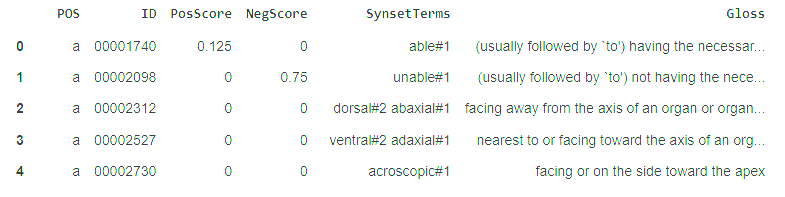 POS ID PosScore NegScore SynsetTerms Gloss
0 a 00001740 0.125 0 able#1 (usually followed by `to') having the necessar...
1 a 00002098 0 0.75 unable#1 (usually followed by `to') not having the nece...
2 a 00002312 0 0 dorsal#2 abaxial#1 facing away from the axis of an organ or organ...
3 a 00002527 0 0 ventral#2 adaxial#1 nearest to or facing toward the axis of an org...
4 a 00002730 0 0 acroscopic#1 facing or on the side toward the apex